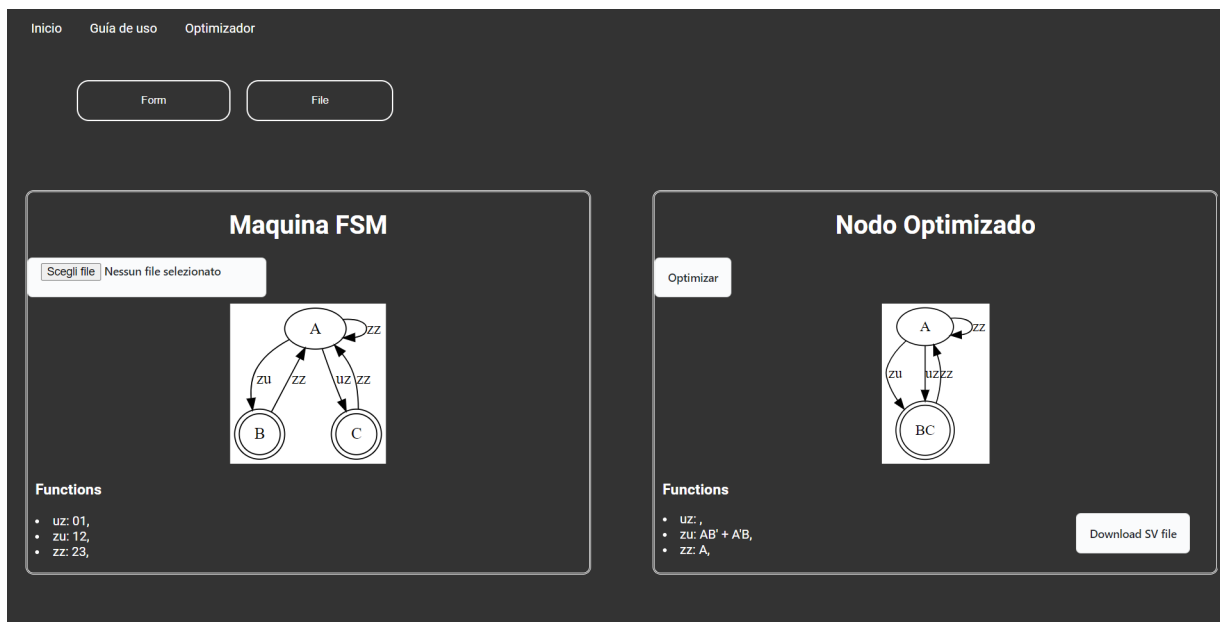 Inicio Guía de uso Optimizador
Form File
Maquina FSM
Scegli file Nessun file selezionato
A
zz
zu zz uz zz
B C
Functions
• uz: 01,
• zu: 12,
• zz: 23,
Nodo Optimizado
Optimizar
A
zz
zu uz zz
BC
Functions
• uz: ,
• zu: AB' + A'B,
• zz: A,
Download SV file